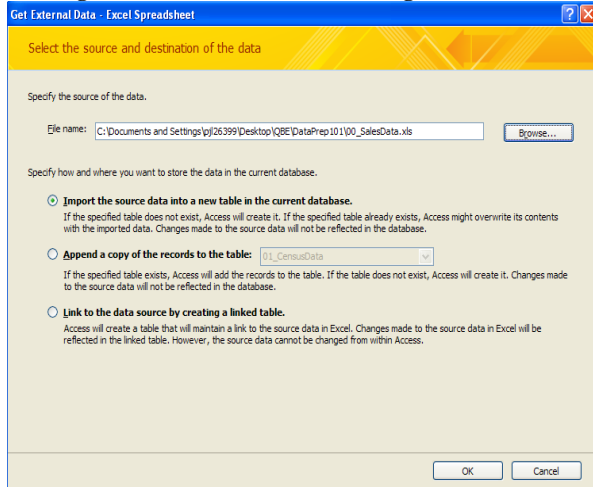 Get External Data - Excel Spreadsheet
Select the source and destination of the data
Specify the source of the data.
File name: C:\Documents and Settings\pjl26399\Desktop\QBE\DataPrep101\00_SalesData.xls Browse...
Specify how and where you want to store the data in the current database.
Import the source data into a new table in the current database.
If the specified table does not exist, Access will create it. If the specified table already exists, Access might overwrite its contents
with the imported data. Changes made to the source data will not be reflected in the database.
Append a copy of the records to the table: 01_CensusData
If the specified table exists, Access will add the records to the table. If the table does not exist, Access will create it. Changes made
to the source data will not be reflected in the database.
Link to the data source by creating a linked table.
Access will create a table that will maintain a link to the source data in Excel. Changes made to the source data in Excel will be
reflected in the linked table. However, the source data cannot be changed from within Access.
OK Cancel